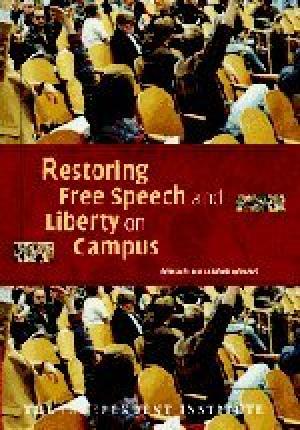 Restoring
Free Speech and
Liberty on
Campus
THE INDEPENDENT INSTITUTE